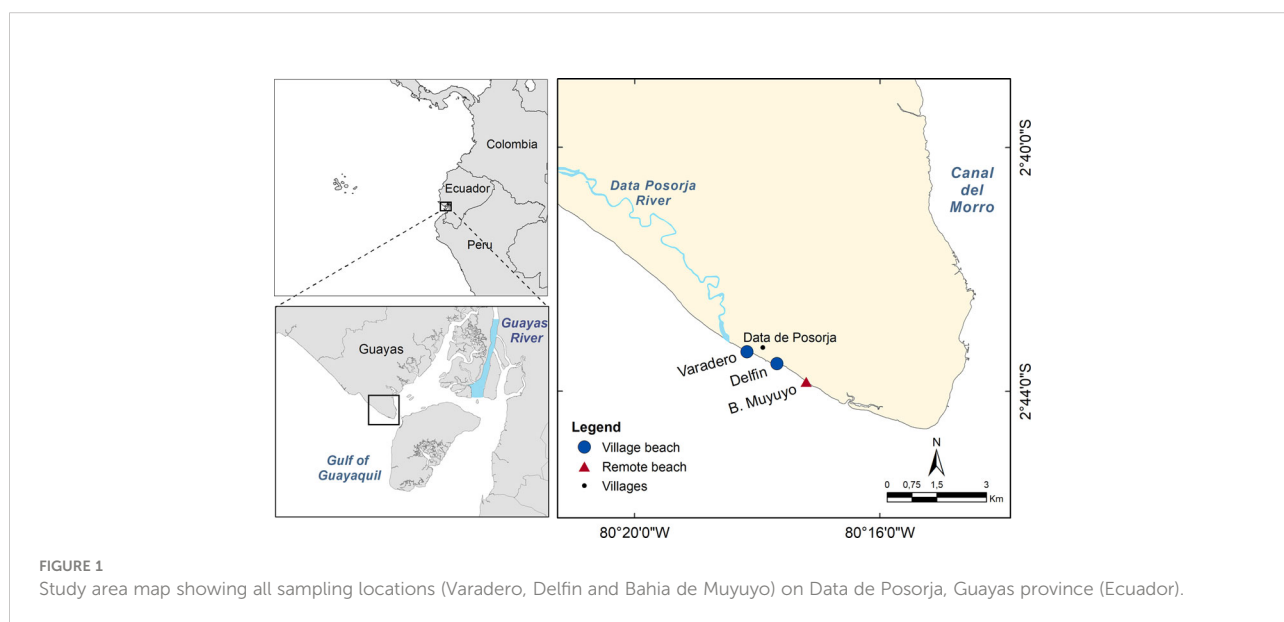 Colombia
Ecuador
Peru
Guayas
River
Guayas
Gulf of
Guayaquil
Data Posorja
River
Canal
del
Morro
Data de Posorja
Varadero
Delfin
B. Muyuyo
2°40'0"S
2°44'0"S
Legend
Village beach
Remote beach
Villages
N
0 0,75 1,5 3
Km
80°20'0"W 80°16'0"W
FIGURE 1
Study area map showing all sampling locations (Varadero, Delfin and Bahia de Muyuyo) on Data de Posorja, Guayas province (Ecuador).